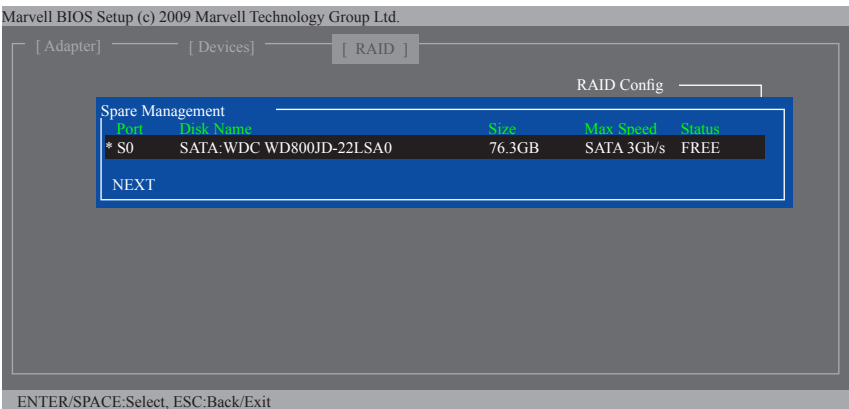 Marvell BIOS Setup (c) 2009 Marvell Technology Group Ltd.
[ Adapter] [ Devices] [ RAID ]
RAID Config
Spare Management
Port Disk Name Size Max Speed Status
* S0 SATA:WDC WD800JD-22LSA0 76.3GB SATA 3Gb/s FREE
NEXT
ENTER/SPACE:Select, ESC:Back/Exit